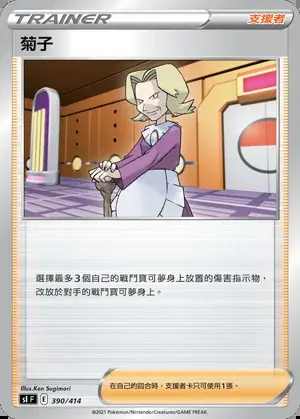 TRAINER
支援者
菊子
選擇最多3個自己的戰鬥寶可夢身上放置的傷害指示物,
改放於對手的戰鬥寶可夢身上。
Illus.Ken Sugimori
sI F E 390/414
在自己的回合時,支援者卡只可使用1張。
©2021 Pokémon/Nintendo/Creatures/GAME FREAK.